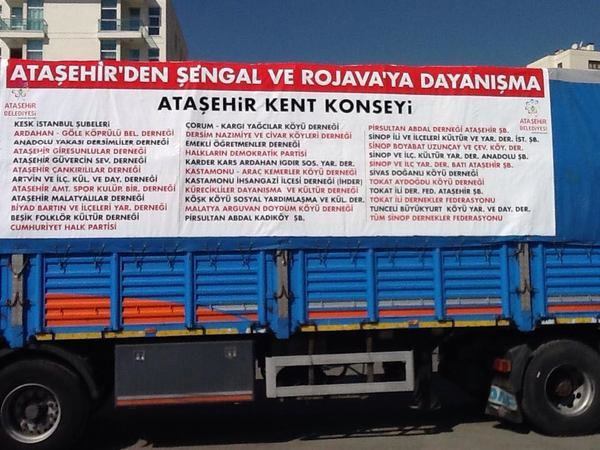 ATAŞEHİR'DEN ŞENGAL VE ROJAVA'YA DAYANIŞMA
ATAŞEHİR KENT KONSEYİ
ATAŞEHİR
BELEDİYESİ
ATAŞEHİR
BELEDİYESİ
KESK İSTANBUL ŞUBELERİ
ARDAHAN - GÖLE KÖPRÜLÜ BEL. DERNEĞİ
ANADOLU YAKASI DERSİMLİLER DERNEĞİ
ATAŞEHİR GİRESUNLULAR DERNEĞİ
ATAŞEHİR GÜVERCİN SEV. DERNEĞİ
ATAŞEHİR ÇANKIRILILAR DERNEĞİ
ARTVİN VE İLÇ. KÜL. VE DAY. DERNEĞİ
ATAŞEHİR AMT. SPOR KULÜP. BİR. DERNEĞİ
ATAŞEHİR MALATYALILAR DERNEĞİ
BİYAD BARTIN VE İLÇELERİ YAR. DERNEĞİ
BEŞİK FOLKLÖR KÜLTÜR DERNEĞİ
CUMHURİYET HALK PARTİSİ
ÇORUM - KARGI YAĞCILAR KÖYÜ DERNEĞİ
DERSİM NAZIMİYE VE CİVAR KÖYLERİ DERNEĞİ
EMEKLİ ÖĞRETMENLER DERNEĞİ
HALKLARIN DEMOKRATİK PARTİSİ
KARDER KARS ARDAHAN IGDIR SOS. YAR. DER.
KASTAMONU - ARAÇ KEMERLER KÖYÜ DERNEĞİ
KASTAMONU İHSANGAZİ İLÇESİ DERNEĞİ (İHDER)
KÜRECİKLİLER DAYANIŞMA VE KÜLTÜR DERNEĞİ
KÖŞK KÖYÜ SOSYAL YARDIMLAŞMA VE KÜL. DER.
MALATYA ARGUVAN DOYDUM KÖYÜ DERNEĞİ
PİRSULTAN ABDAL KADIKÖY ŞB.
PİRSULTAN ABDAL DERNEĞİ ATAŞEHİR ŞB.
SİNOP İLİ VE İLÇELERİ KÜLTÜR VE YAR. DER. İST. ŞB.
SİNOP BOYABAT UZUNÇAY VE ÇEV. KÖY. DER.
SİNOP VE İLÇ. KÜLTÜR YAR. DER. ANADOLU ŞB.
SİNOP VE İLÇ YAR. DER. BATI ATAŞEHİR ŞB.
SİVAS DOĞANLI KÖYÜ DERNEĞİ
TOKAT AYDOĞDU KÖYÜ DERNEĞİ
TOKAT İLİ DER. FED. ATAŞEHİR ŞB.
TOKAT İLİ DERNEKLER FEDERASYONU
TUNCELİ BÜYÜKYURT KÖYÜ YAR. VE DAY. DER.
TÜM SİNOP DERNEKLER FEDERASYONU